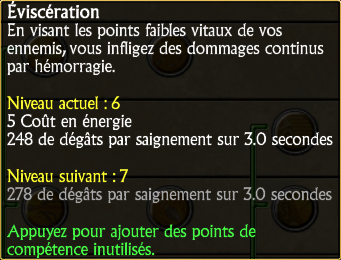 Éviscération
En visant les points faibles vitaux de vos
ennemis, vous infligez des dommages continus
par hémorragie.
Niveau actuel : 6
5 Coût en énergie
248 de dégâts par saignement sur 3.0 secondes
Niveau suivant : 7
278 de dégâts par saignement sur 3.0 secondes
Appuyez pour ajouter des points de
compétence inutilisés.